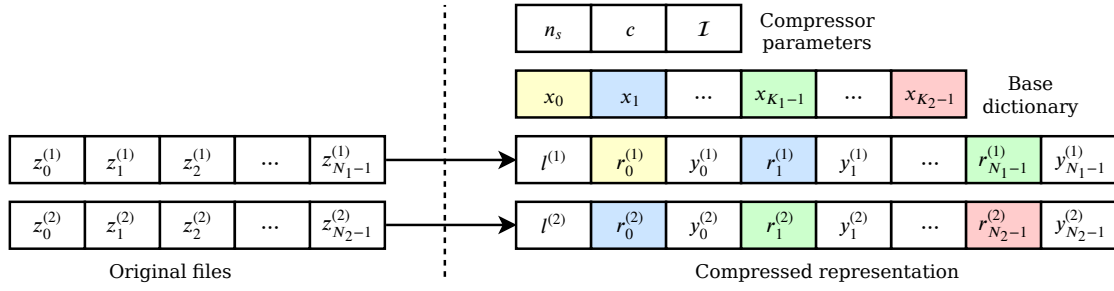 n_s c ℐ Compressor
parameters
x_0 x_1 ... x_{K_1−1} ... x_{K_2−1} Base
dictionary
z_0^{(1)} z_1^{(1)} z_2^{(1)} ... z_{N_1−1}^{(1)} l^{(1)} r_0^{(1)} y_0^{(1)} r_1^{(1)} y_1^{(1)} ... r_{N_1−1}^{(1)} y_{N_1−1}^{(1)}
z_0^{(2)} z_1^{(2)} z_2^{(2)} ... z_{N_2−1}^{(2)} l^{(2)} r_0^{(2)} y_0^{(2)} r_1^{(2)} y_1^{(2)} ... r_{N_2−1}^{(2)} y_{N_2−1}^{(2)}
Original files Compressed representation